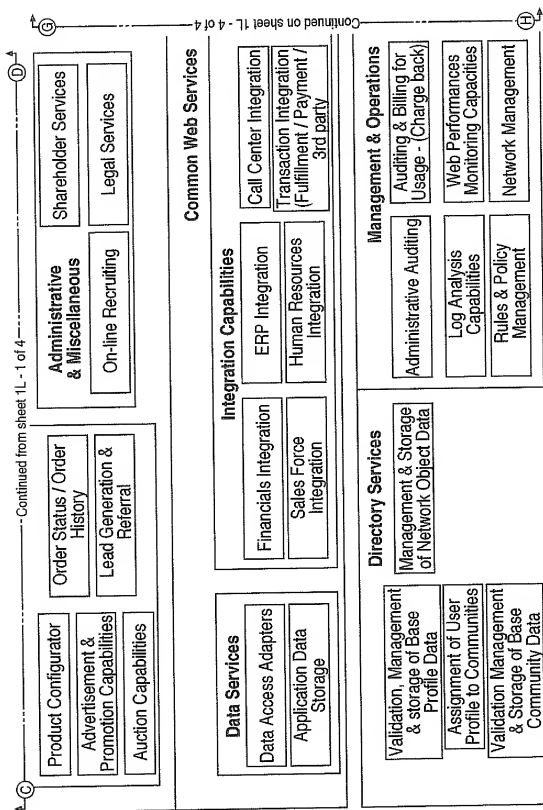 Continued from sheet 1L - 1 of 4
C
D
Product Configurator
Advertisement &
Promotion Capabilities
Auction Capabilities
Order Status / Order
History
Lead Generation &
Referral
Administrative
& Miscellaneous
On-line Recruiting
Shareholder Services
Legal Services
Common Web Services
Data Services
Data Access Adapters
Application Data
Storage
Integration Capabilities
Financials Integration
Sales Force
Integration
ERP Integration
Human Resources
Integration
Call Center Integration
Transaction Integration
(Fulfillment / Payment /
3rd party
Directory Services
Validation, Management
& storage of Base
Profile Data
Assignment of User
Profile to Communities
Validation Management
& Storage of Base
Community Data
Management & Storage
of Network Object Data
Management & Operations
Administrative Auditing
Log Analysis
Capabilities
Rules & Policy
Management
Auditing & Billing for
Usage - (Charge back)
Web Performances
Monitoring Capacities
Network Management
G
Continued on sheet 1L - 4 of 4
H